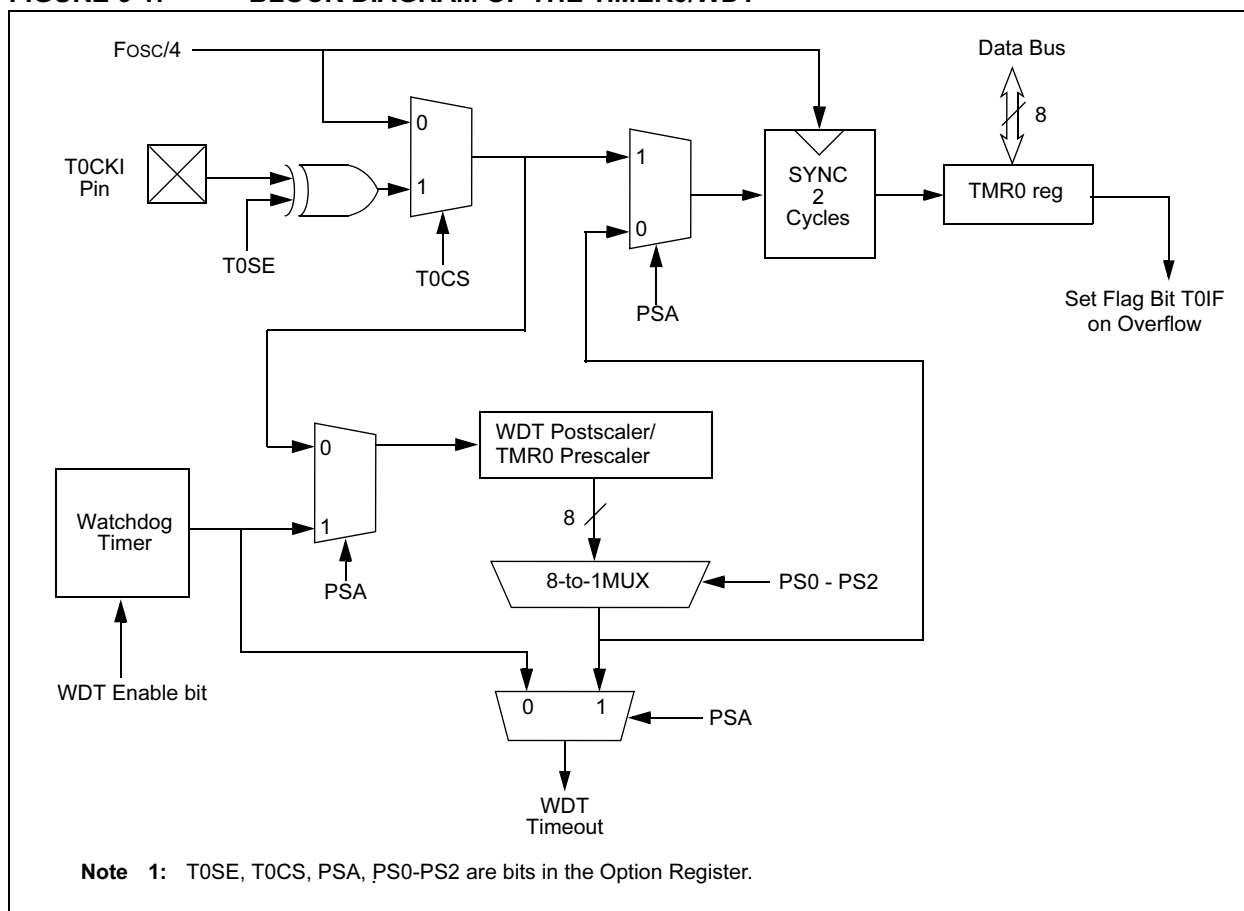 FOSC/4
Data Bus
8
T0CKI
Pin
0
1
T0SE
T0CS
1
0
PSA
SYNC
2
Cycles
TMR0 reg
Set Flag Bit T0IF
on Overflow
0
1
PSA
WDT Postscaler/
TMR0 Prescaler
Watchdog
Timer
8
8-to-1MUX
PS0 - PS2
WDT Enable bit
0 1
PSA
WDT
Timeout
Note 1: T0SE, T0CS, PSA, PS0-PS2 are bits in the Option Register.